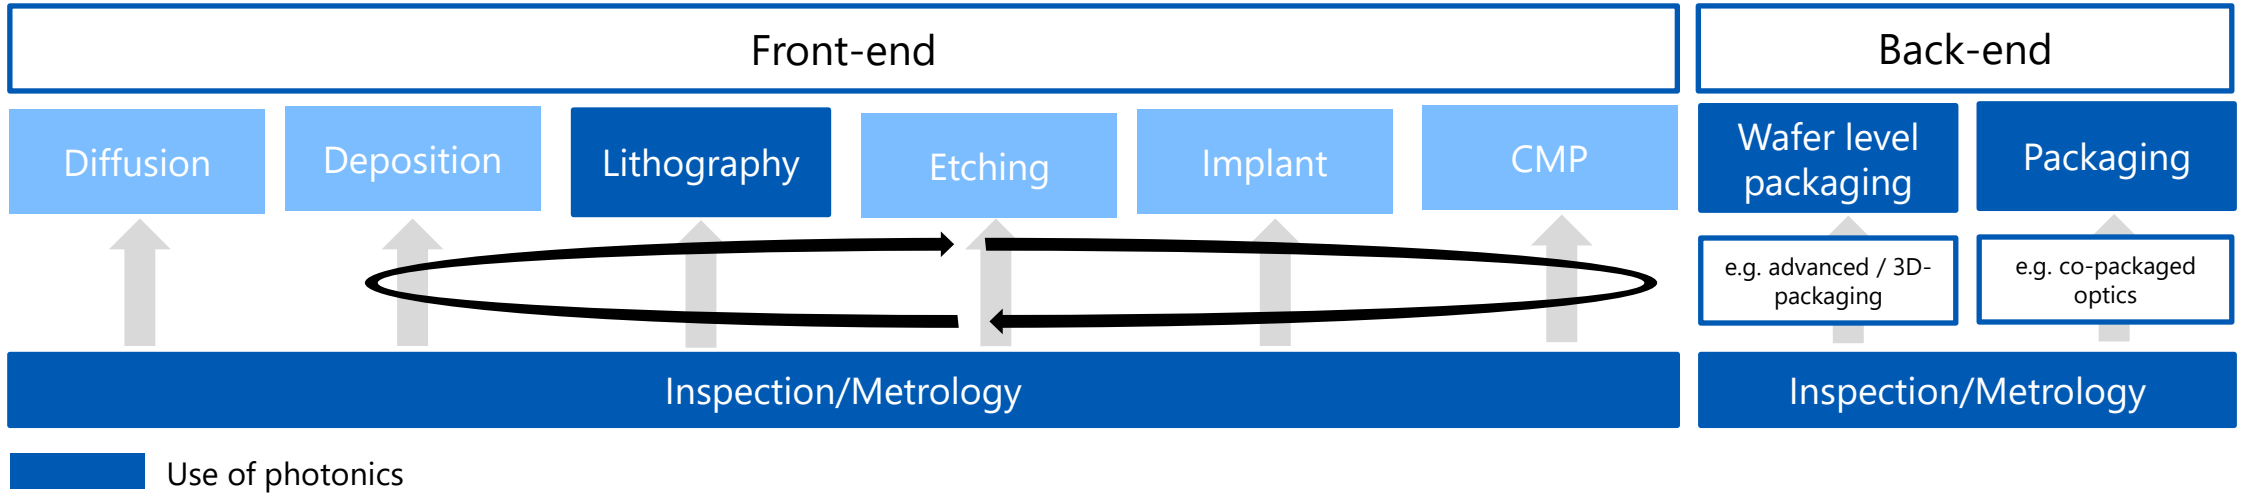 Front-end
Back-end
Diffusion
Deposition
Lithography
Etching
Implant
CMP
Wafer level
packaging
Packaging
e.g. advanced / 3D-
packaging
e.g. co-packaged
optics
Inspection/Metrology
Inspection/Metrology
Use of photonics